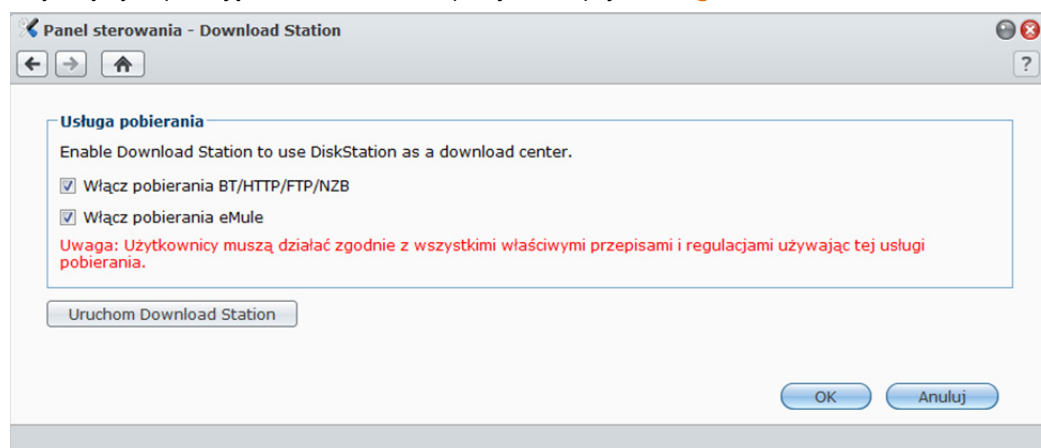 Panel sterowania - Download Station
?
Usługa pobierania
Enable Download Station to use DiskStation as a download center.
Włącz pobierania BT/HTTP/FTP/NZB
Włącz pobierania eMule
Uwaga: Użytkownicy muszą działać zgodnie z wszystkimi właściwymi przepisami i regulacjami używając tej usługi
pobierania.
Uruchom Download Station
OK
Anuluj